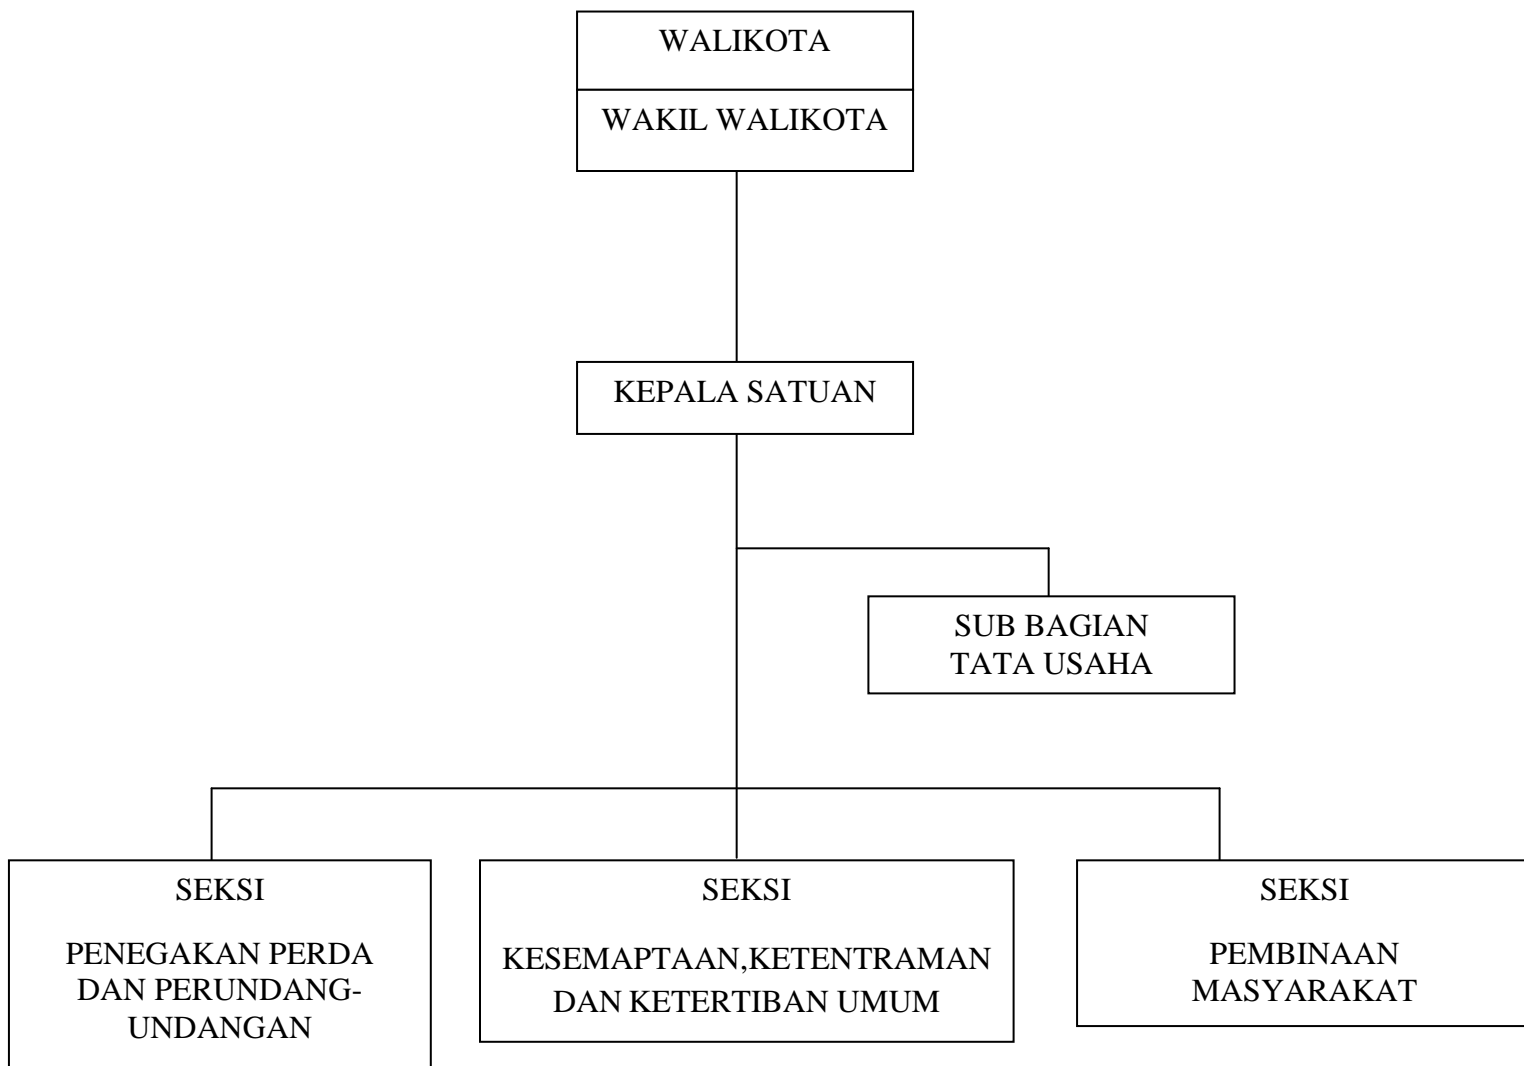 WALIKOTA
WAKIL WALIKOTA
KEPALA SATUAN
SUB BAGIAN
TATA USAHA
SEKSI
PENEGAKAN PERDA
DAN PERUNDANG-
UNDANGAN
SEKSI
KESEMAPTAAN,KETENTRAMAN
DAN KETERTIBAN UMUM
SEKSI
PEMBINAAN
MASYARAKAT